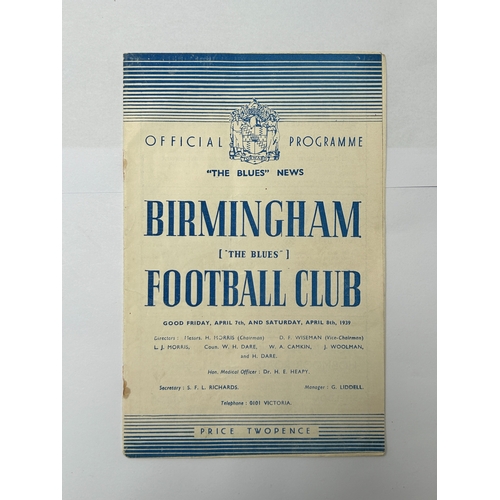 OFFICIAL PROGRAMME
"THE BLUES" NEWS
BIRMINGHAM
["THE BLUES"]
FOOTBALL CLUB
GOOD FRIDAY, APRIL 7th, AND SATURDAY, APRIL 8th, 1939
Directors: Messrs. H. MORRIS (Chairman) D. F. WISEMAN (Vice-Chairman)
L. J. MORRIS, Coun. W. H. DARE, W. A. CAMKIN, J. WOOLMAN,
and H. DARE.
Hon. Medical Officer: Dr. H. E. HEAPY.
Secretary: S. F. L. RICHARDS. Manager: G. LIDDELL.
Telephone: 0101 VICTORIA.
PRICE TWOPENCE